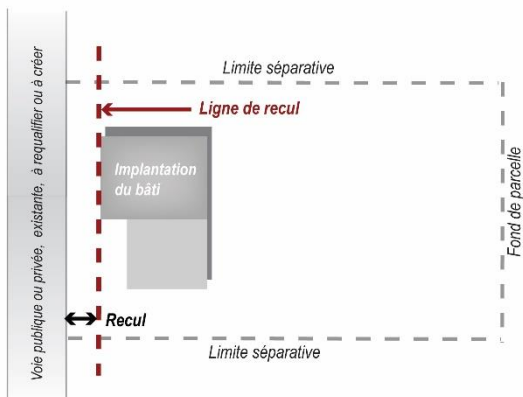 Voie publique ou privée, existante, à requalifier ou à créer
Limite séparative
Ligne de recul
Implantation
du bâti
Fond de parcelle
Recul
Limite séparative